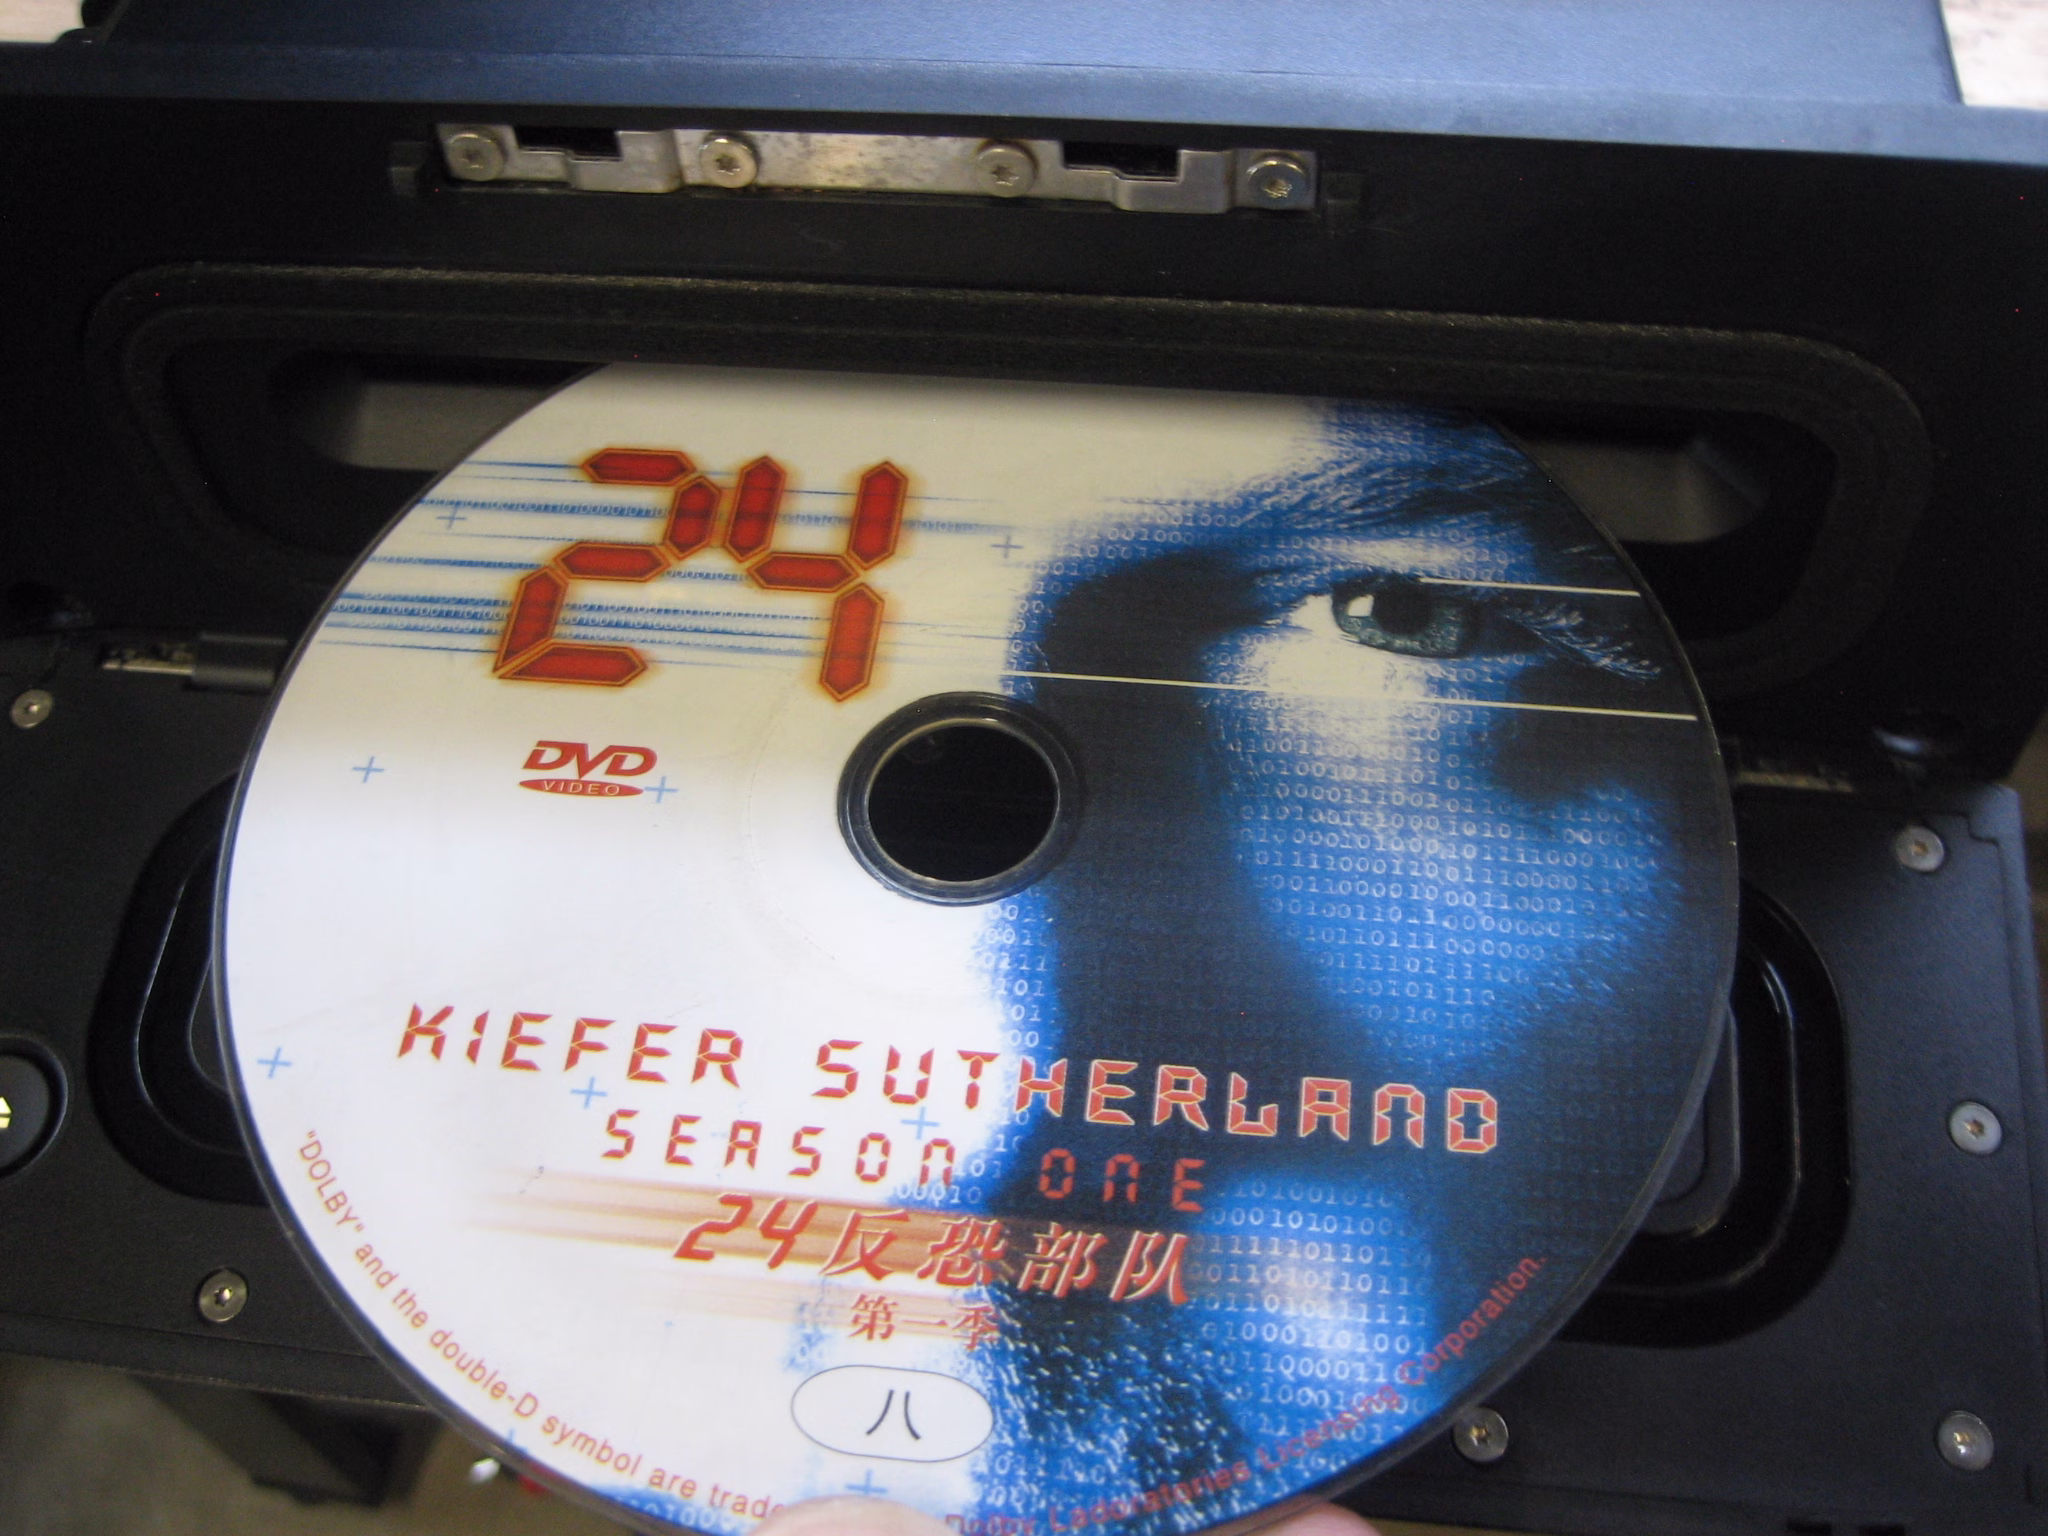 24
DVD
VIDEO
KIEFER SUTHERLAND
SEASON ONE
24反恐部队
第一季
八
"DOLBY" and the double-D symbol are trade Dolby Laboratories Licensing Corporation.